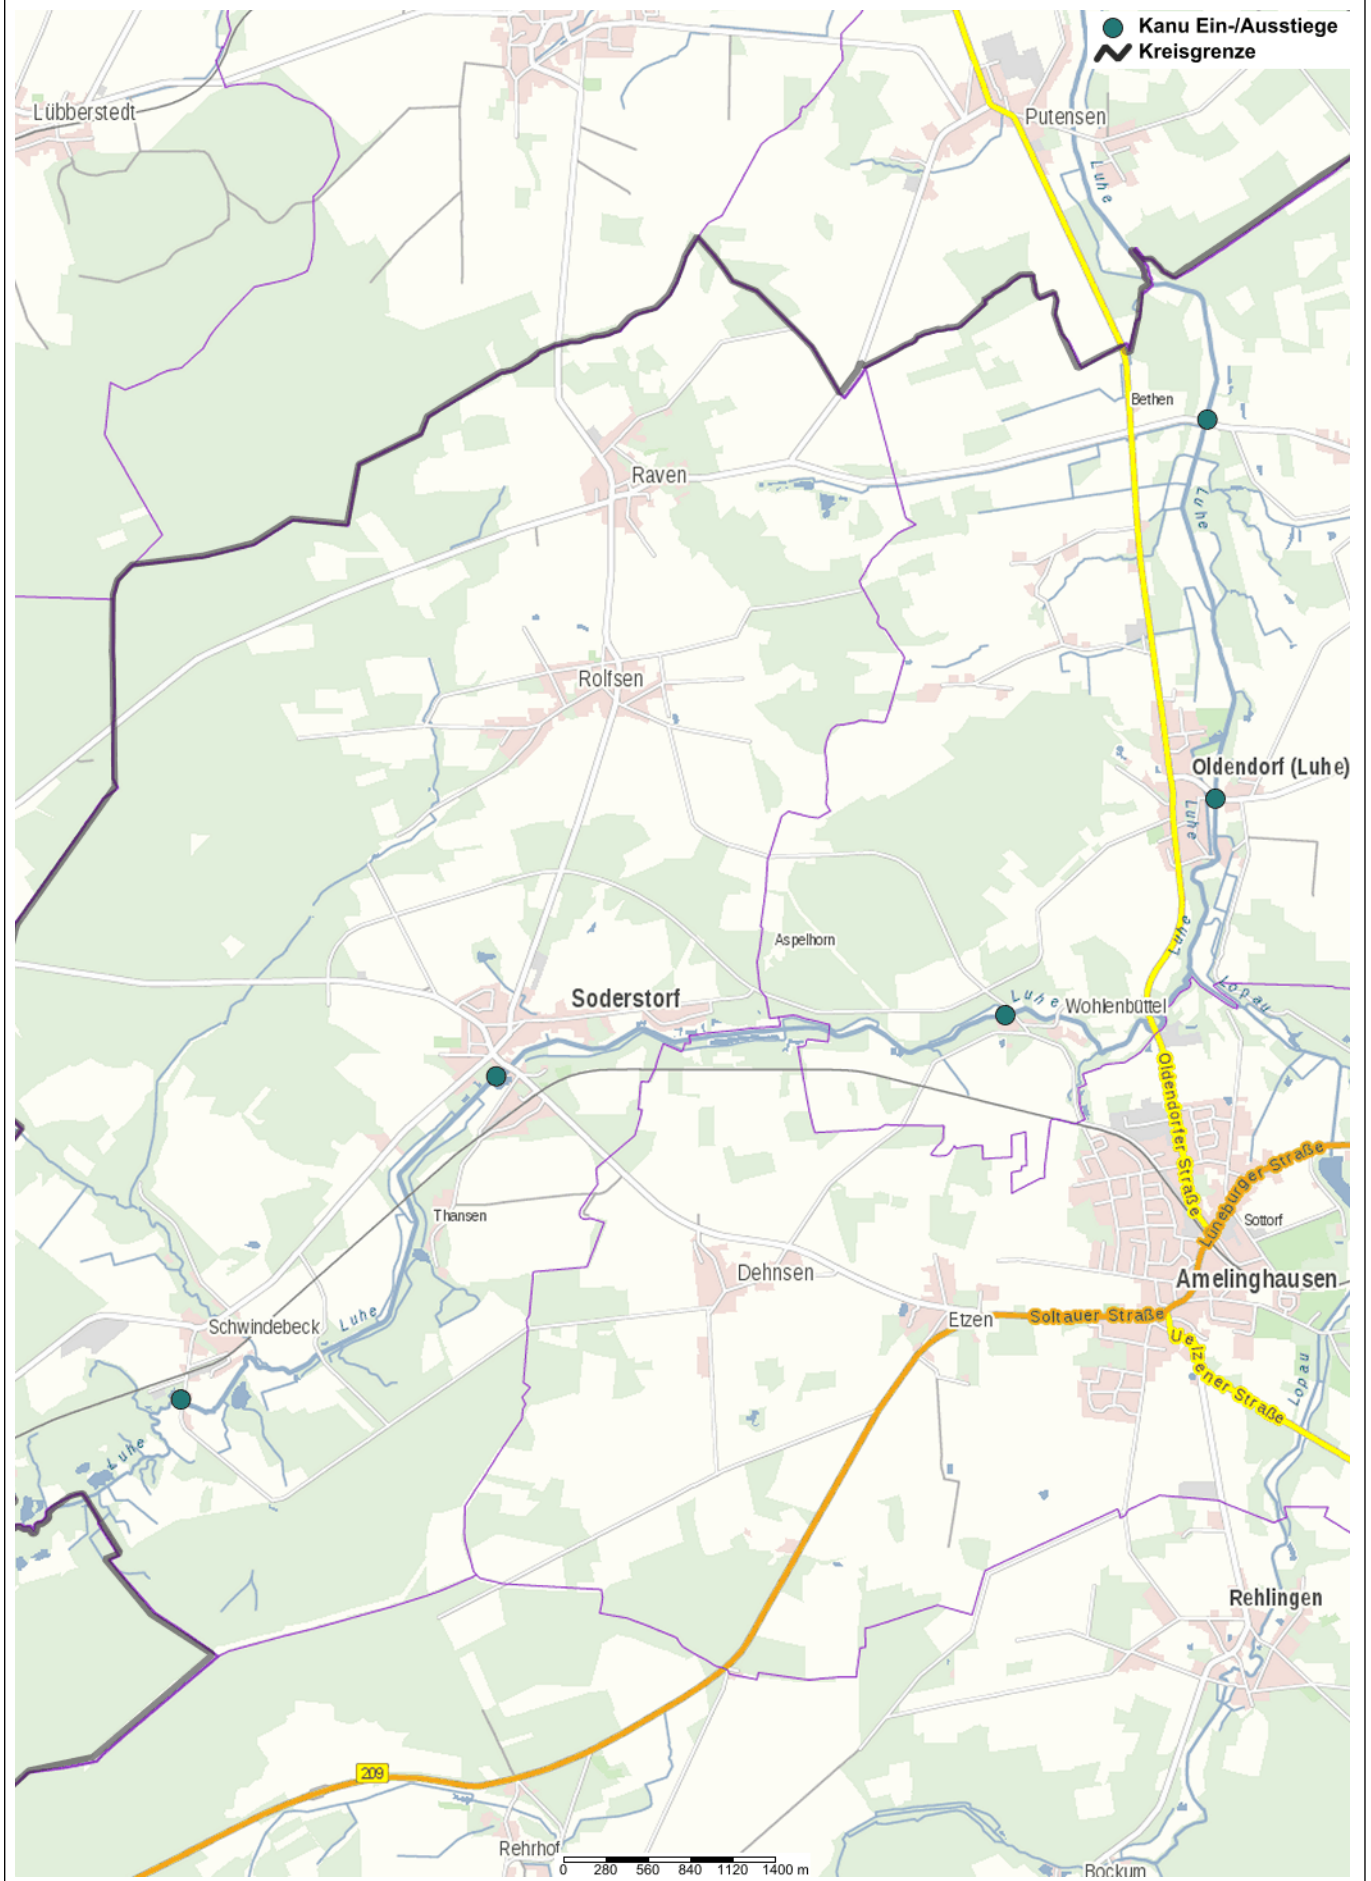 Kanu Ein-/Ausstiege
Kreisgrenze
Lübberstedt
Putensen
Luhe
Bethen
Raven
Luhe
Rolfsen
Oldendorf (Luhe)
Luhe
Aspelhorn
Luhe
Soderstorf
Luhe
Wohlenbüttel
Lopau
Oldendorfer Straße
Lüneburger Straße
Thansen
Sottorf
Dehnsen
Amelinghausen
Schwindebeck
Luhe
Etzen
Soltauer Straße
Uelzener Straße
Lopau
Luhe
Rehlingen
209
Rehrhof
Bockum
0 280 560 840 1120 1400 m